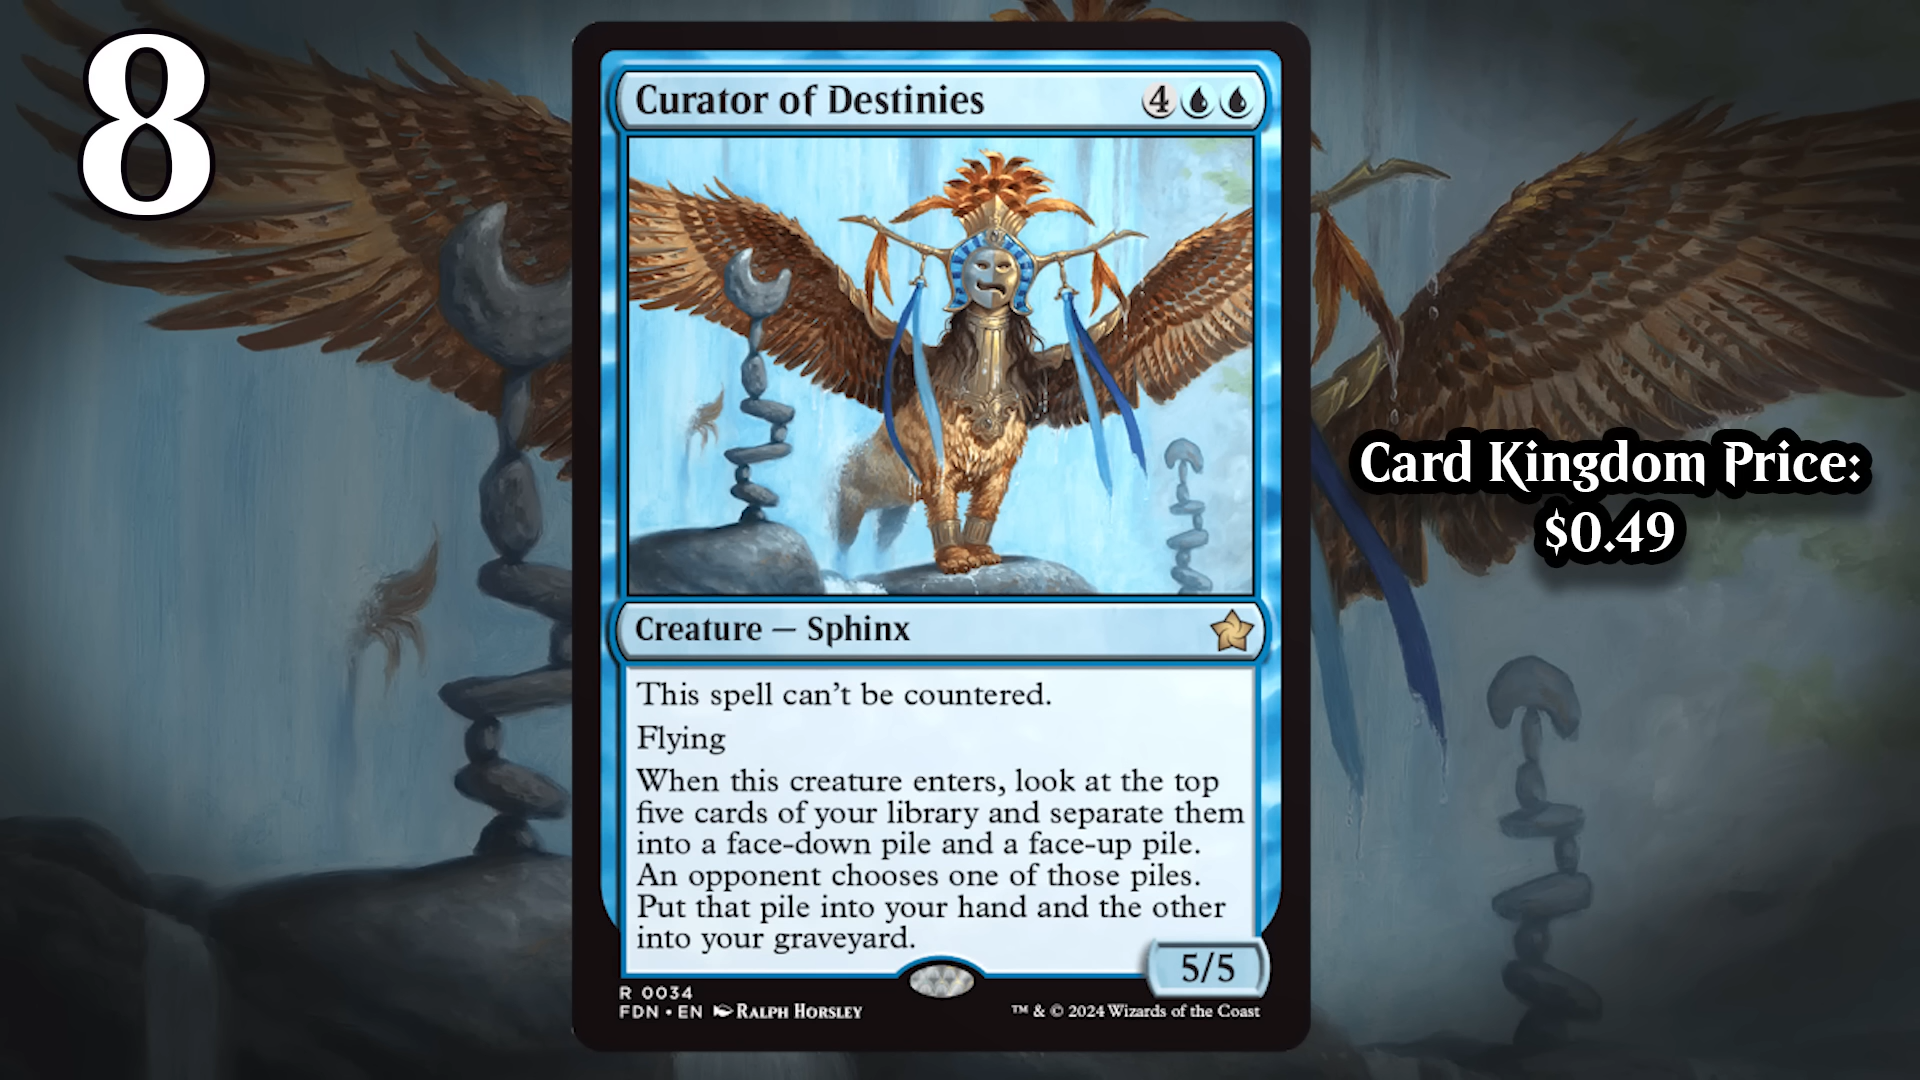 8
Curator of Destinies 4
Creature — Sphinx
This spell can't be countered.
Flying
When this creature enters, look at the top
five cards of your library and separate them
into a face-down pile and a face-up pile.
An opponent chooses one of those piles.
Put that pile into your hand and the other
into your graveyard.
5/5
R 0034
FDN • EN RALPH HORSLEY
™ & © 2024 Wizards of the Coast
Card Kingdom Price:
$0.49